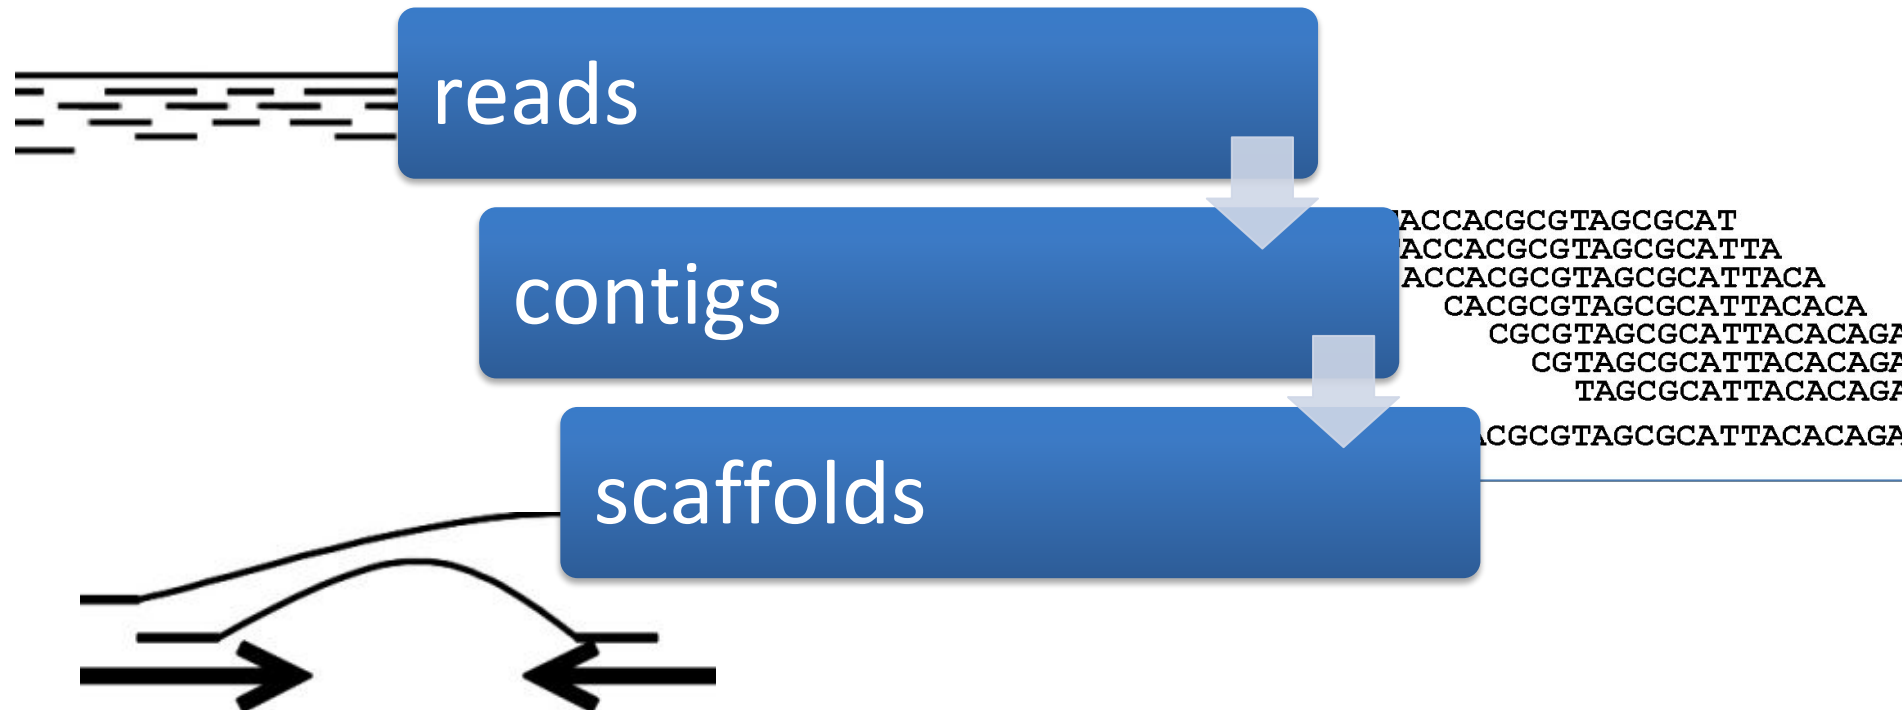 reads
contigs
scaffolds
ACCACGCGTAGCGCAT
ACCACGCGTAGCGCATTA
ACCACGCGTAGCGCATTACA
CACGCGTAGCGCATTACACA
CGCGTAGCGCATTACACAGA
CGTAGCGCATTACACAGA
TAGCGCATTACACAGA
CGCGTAGCGCATTACACAGA